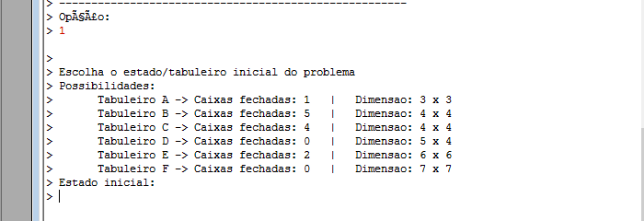 > -----------------------------------------------------
> OpÃ§Ã£o:
> 1
>
> Escolha o estado/tabuleiro inicial do problema
> Possibilidades:
> Tabuleiro A -> Caixas fechadas: 1 | Dimensao: 3 x 3
> Tabuleiro B -> Caixas fechadas: 5 | Dimensao: 4 x 4
> Tabuleiro C -> Caixas fechadas: 4 | Dimensao: 4 x 4
> Tabuleiro D -> Caixas fechadas: 0 | Dimensao: 5 x 4
> Tabuleiro E -> Caixas fechadas: 2 | Dimensao: 6 x 6
> Tabuleiro F -> Caixas fechadas: 0 | Dimensao: 7 x 7
> Estado inicial:
>